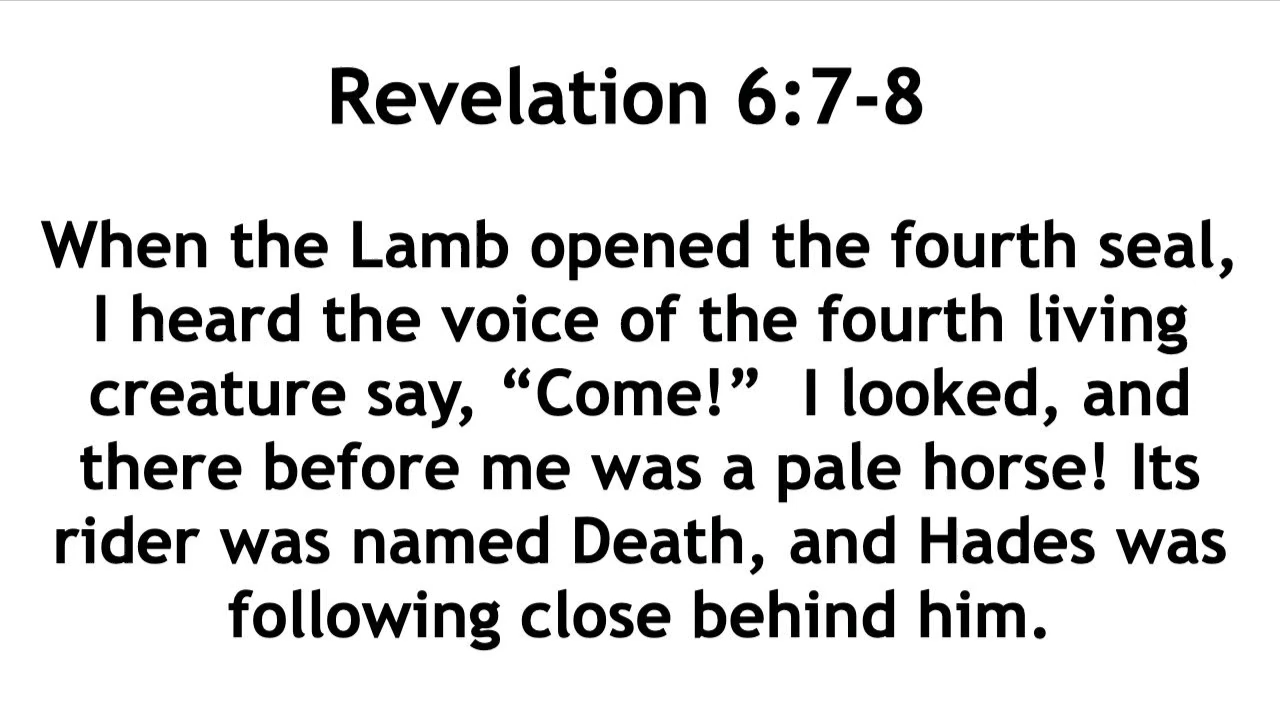 Revelation 6:7-8
When the Lamb opened the fourth seal,
I heard the voice of the fourth living
creature say, “Come!”  I looked, and
there before me was a pale horse! Its
rider was named Death, and Hades was
following close behind him.